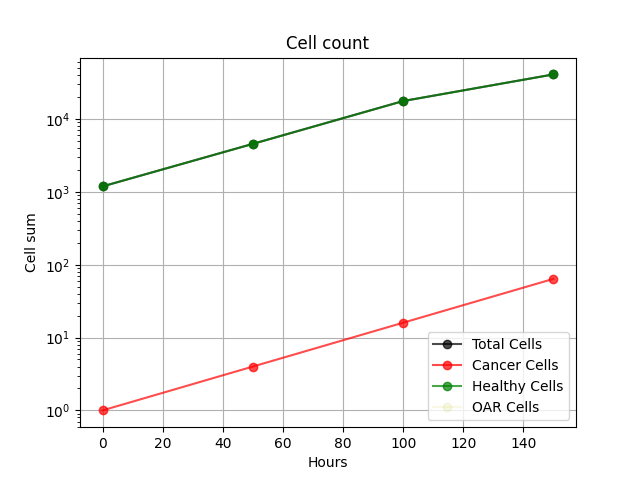 Cell count
Cell sum
10^4
10^3
10^2
10^1
10^0
Total Cells
Cancer Cells
Healthy Cells
OAR Cells
0 20 40 60 80 100 120 140
Hours